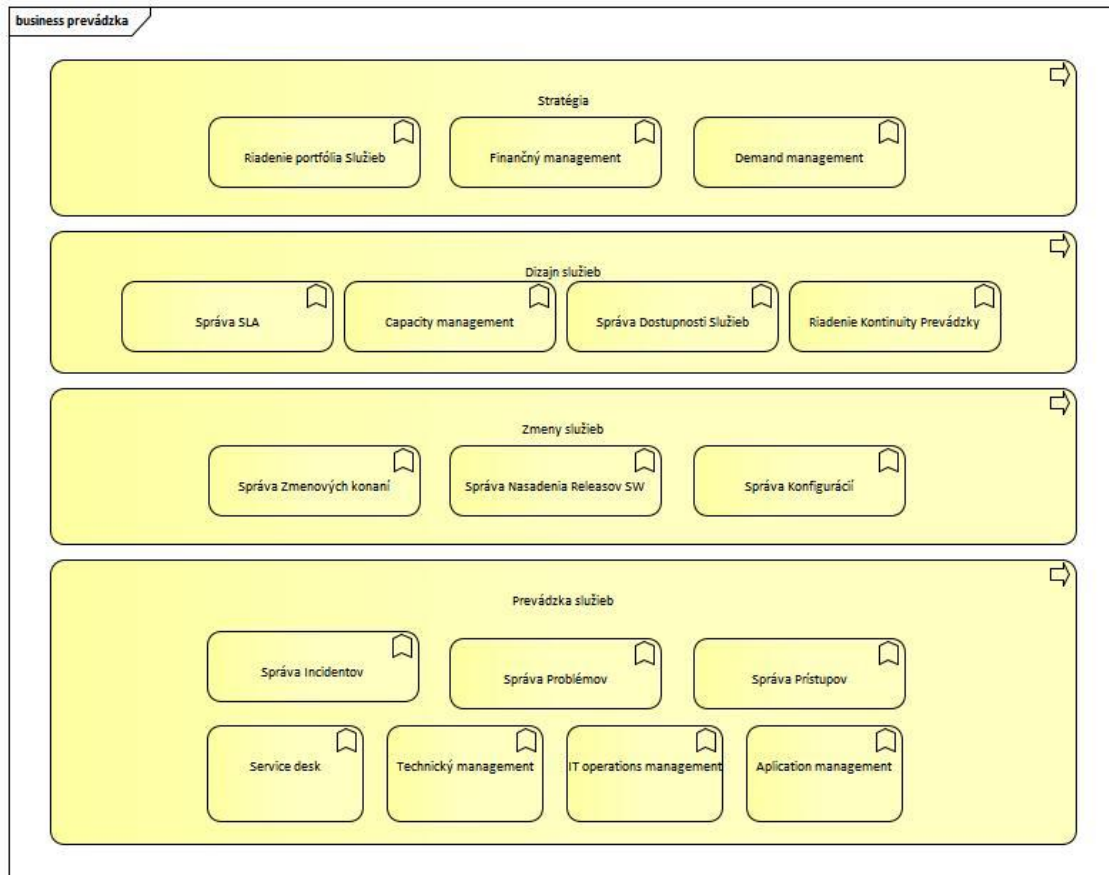 business prevádzka
Stratégia
Riadenie portfólia Služieb
Finančný management
Demand management
Dizajn služieb
Správa SLA
Capacity management
Správa Dostupnosti Služieb
Riadenie Kontinuity Prevádzky
Zmeny služieb
Správa Zmenových konaní
Správa Nasadenia Releasov SW
Správa Konfigurácií
Prevádzka služieb
Správa Incidentov
Správa Problémov
Správa Prístupov
Service desk
Technický management
IT operations management
Aplication management